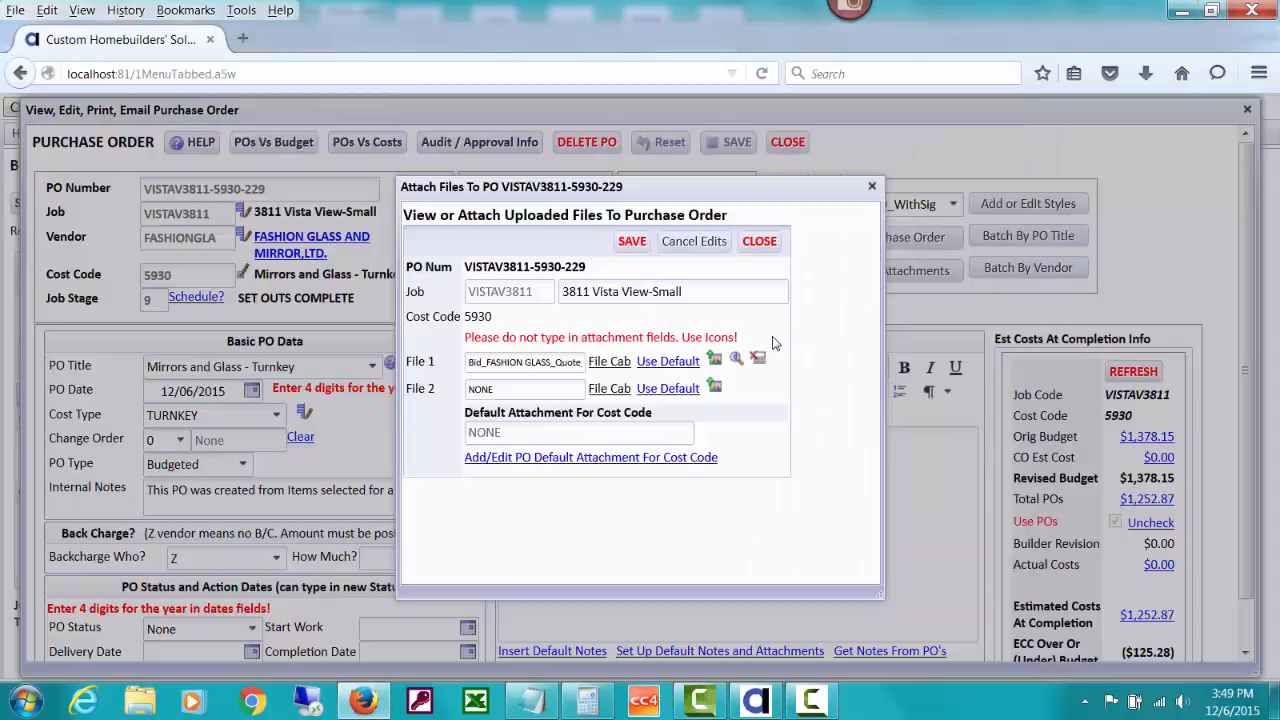 File Edit View History Bookmarks Tools Help
Custom Homebuilders' Sol...
localhost:81/1MenuTabbed.a5w
Search
View, Edit, Print, Email Purchase Order
PURCHASE ORDER HELP POs Vs Budget POs Vs Costs Audit / Approval Info DELETE PO Reset SAVE CLOSE
PO Number VISTAV3811-5930-229
Job VISTAV3811 3811 Vista View-Small
Vendor FASHIONGLA FASHION GLASS AND
MIRROR,LTD.
Cost Code 5930 Mirrors and Glass - Turnke
Job Stage 9 Schedule? SET OUTS COMPLETE
_WithSig Add or Edit Styles
hase Order Batch By PO Title
Attachments Batch By Vendor
Attach Files To PO VISTAV3811-5930-229
View or Attach Uploaded Files To Purchase Order
SAVE Cancel Edits CLOSE
PO Num VISTAV3811-5930-229
Job VISTAV3811 3811 Vista View-Small
Cost Code 5930
Please do not type in attachment fields. Use Icons!
File 1 Bid_FASHION GLASS_Quote File Cab Use Default
File 2 NONE File Cab Use Default
Default Attachment For Cost Code
NONE
Add/Edit PO Default Attachment For Cost Code
Basic PO Data
PO Title Mirrors and Glass - Turnkey
PO Date 12/06/2015 Enter 4 digits for the y
Cost Type TURNKEY
Change Order 0 None Clear
PO Type Budgeted
Internal Notes This PO was created from Items selected for a
Back Charge? (Z vendor means no B/C. Amount must be posi
Backcharge Who? Z How Much?
PO Status and Action Dates (can type in new Statu
Enter 4 digits for the year in dates fields!
PO Status None Start Work
Delivery Date Completion Date
B I U
Insert Default Notes Set Up Default Notes and Attachments Get Notes From PO's
Est Costs At Completion Info
REFRESH
Job Code VISTAV3811
Cost Code 5930
Orig Budget $1,378.15
CO Est Cost $0.00
Revised Budget $1,378.15
Total POs $1,252.87
Use POs Uncheck
Builder Revision $0.00
Actual Costs $0.00
Estimated Costs
At Completion $1,252.87
ECC Over Or
(Under) Budget ($125.28)
CC4
3:49 PM
12/6/2015